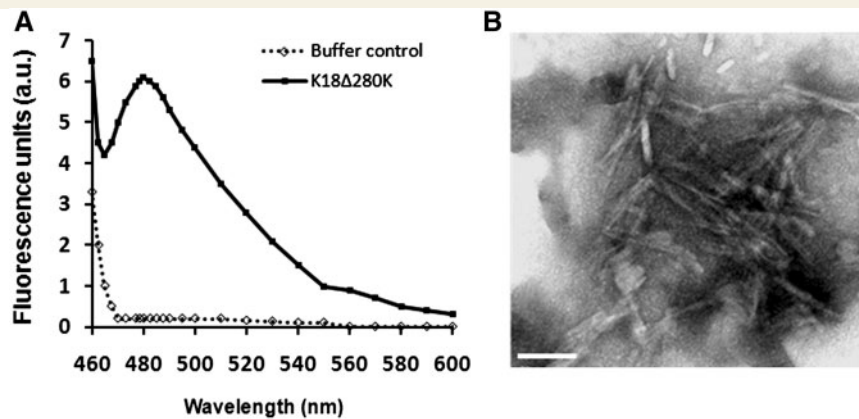 A
Fluorescence units (a.u.)
7
6
5
4
3
2
1
0
Buffer control
K18Δ280K
460 480 500 520 540 560 580 600
Wavelength (nm)
B